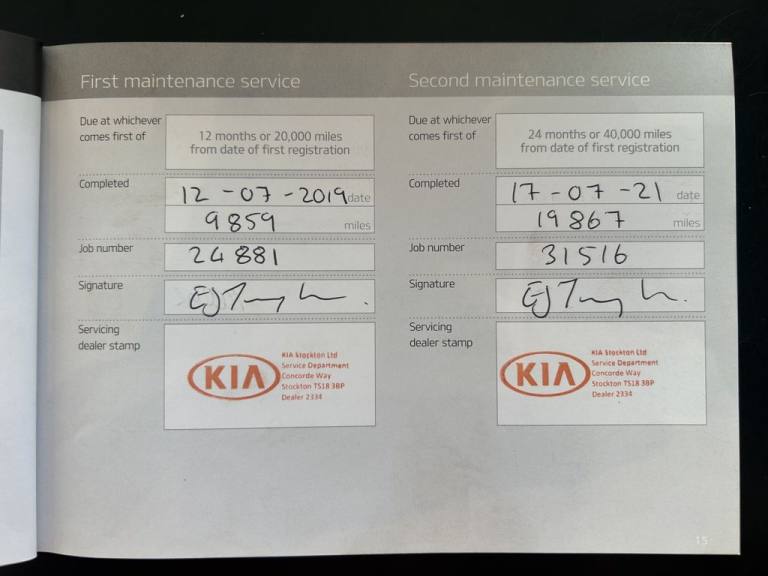 First maintenance service
Due at whichever
comes first of
12 months or 20,000 miles
from date of first registration
Completed
12-07-2019 date
9859 miles
Job number
24881
Signature
Servicing
dealer stamp
KIA
KIA Stockton Ltd
Service Department
Concorde Way
Stockton TS18 3BP
Dealer 2334
Second maintenance service
Due at whichever
comes first of
24 months or 40,000 miles
from date of first registration
Completed
17-07-21 date
19867 miles
Job number
31516
Signature
Servicing
dealer stamp
KIA
KIA Stockton Ltd
Service Department
Concorde Way
Stockton TS18 3BP
Dealer 2334
15